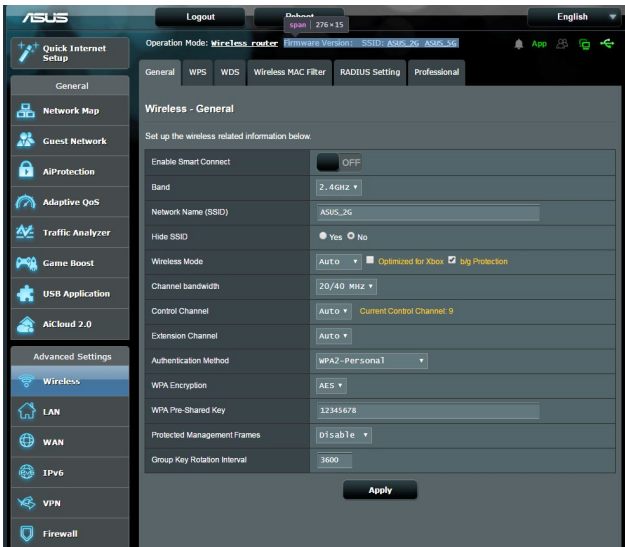 ASUS
Logout
Reboot
English
span 276×15
Quick Internet Setup
Operation Mode: Wireless router Firmware Version: SSID: ASUS_2G ASUS_5G
App
General
Network Map
Guest Network
AiProtection
Adaptive QoS
Traffic Analyzer
Game Boost
USB Application
AiCloud 2.0
Advanced Settings
Wireless
LAN
WAN
IPv6
VPN
Firewall
General WPS WDS Wireless MAC Filter RADIUS Setting Professional
Wireless - General
Set up the wireless related information below.
Enable Smart Connect OFF
Band 2.4GHz
Network Name (SSID) ASUS_2G
Hide SSID Yes No
Wireless Mode Auto Optimized for Xbox b/g Protection
Channel bandwidth 20/40 MHz
Control Channel Auto Current Control Channel: 9
Extension Channel Auto
Authentication Method WPA2-Personal
WPA Encryption AES
WPA Pre-Shared Key 12345678
Protected Management Frames Disable
Group Key Rotation Interval 3600
Apply